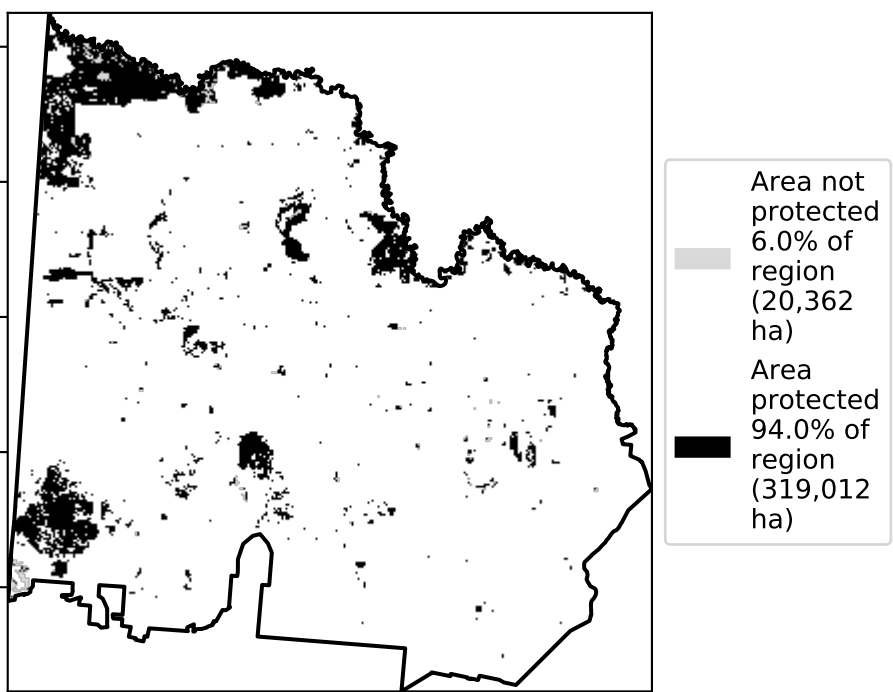 Area not
protected
6.0% of
region
(20,362
ha)
Area
protected
94.0% of
region
(319,012
ha)